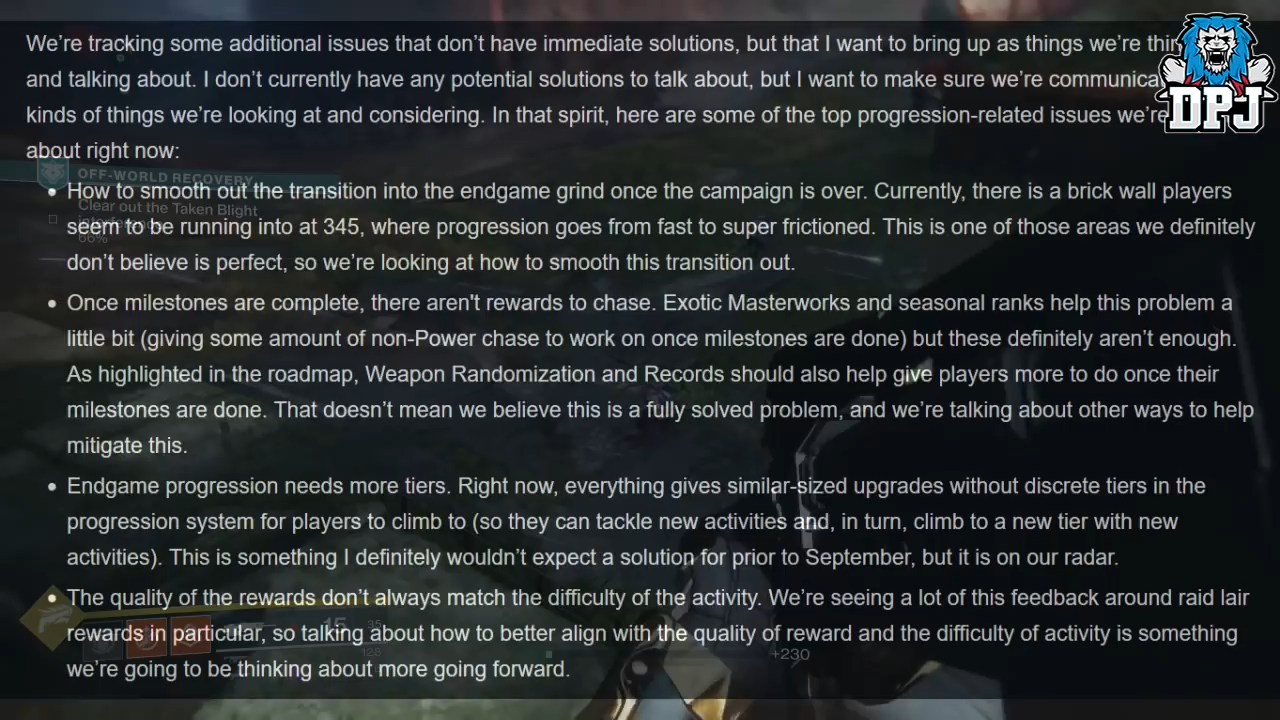 We’re tracking some additional issues that don’t have immediate solutions, but that I want to bring up as things we’re
and talking about. I don’t currently have any potential solutions to talk about, but I want to make sure we’re
kinds of things we’re looking at and considering. In that spirit, here are some of the top progression-related issues we’re
about right now:
DPJ
OFF-WORLD RECOVERY
• How to smooth out the transition into the endgame grind once the campaign is over. Currently, there is a brick wall players
Clear out the Taken Blight
seem to be running into at 345, where progression goes from fast to super frictioned. This is one of those areas we definitely
66%
don’t believe is perfect, so we’re looking at how to smooth this transition out.
• Once milestones are complete, there aren't rewards to chase. Exotic Masterworks and seasonal ranks help this problem a
little bit (giving some amount of non-Power chase to work on once milestones are done) but these definitely aren’t enough.
As highlighted in the roadmap, Weapon Randomization and Records should also help give players more to do once their
milestones are done. That doesn’t mean we believe this is a fully solved problem, and we’re talking about other ways to help
mitigate this.
• Endgame progression needs more tiers. Right now, everything gives similar-sized upgrades without discrete tiers in the
progression system for players to climb to (so they can tackle new activities and, in turn, climb to a new tier with new
activities). This is something I definitely wouldn’t expect a solution for prior to September, but it is on our radar.
• The quality of the rewards don’t always match the difficulty of the activity. We’re seeing a lot of this feedback around raid lair
rewards in particular, so talking about how to better align with the quality of reward and the difficulty of activity is something
15
35
128
+230
we’re going to be thinking about more going forward.